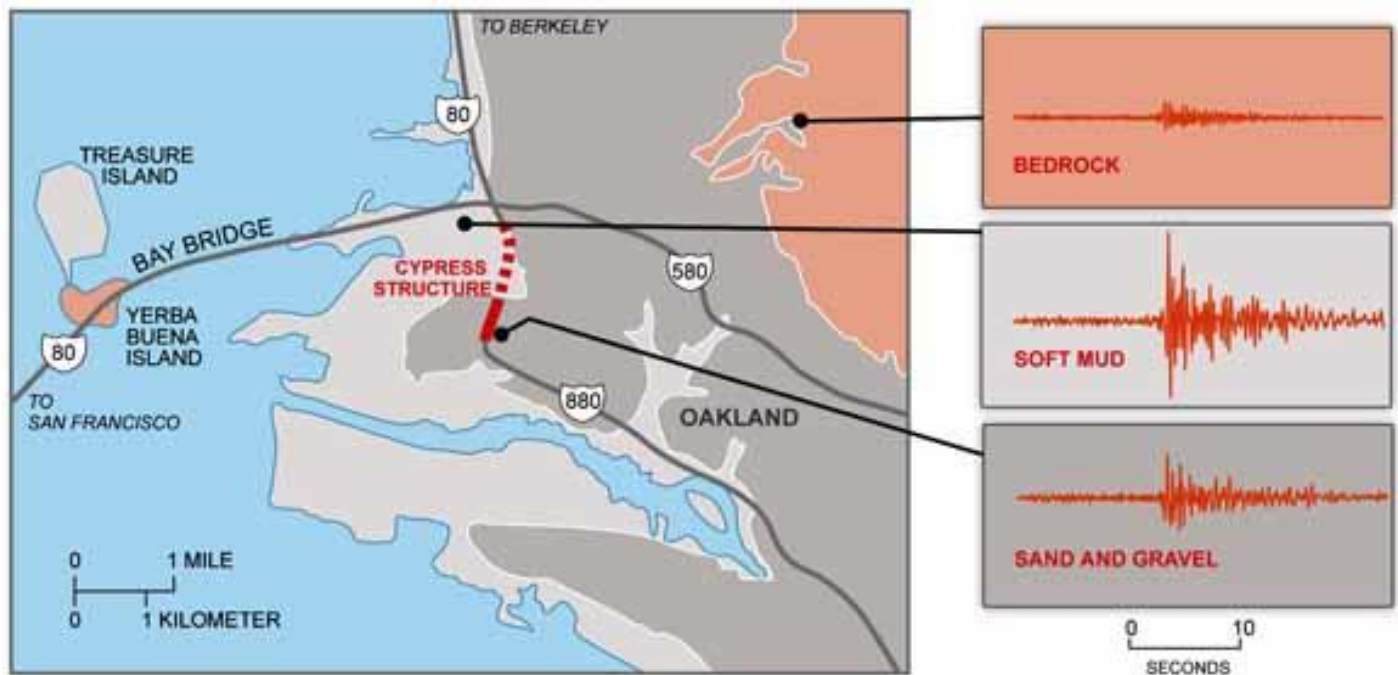 TO BERKELEY
80
TREASURE
ISLAND
BAY BRIDGE
CYPRESS
STRUCTURE
580
YERBA
BUENA
ISLAND
80
TO
SAN FRANCISCO
880
OAKLAND
0 1 MILE
0 1 KILOMETER
BEDROCK
SOFT MUD
SAND AND GRAVEL
0 10
SECONDS